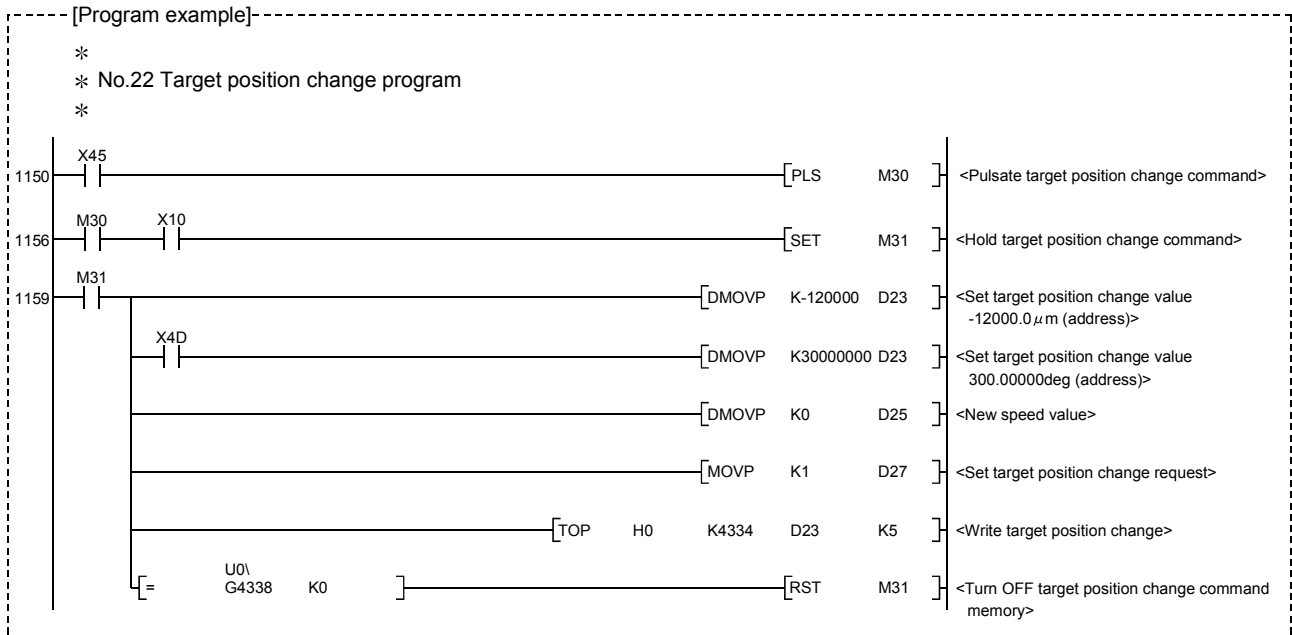 [Program example]
*
* No.22 Target position change program
*
X45
1150 [PLS M30 ] <Pulsate target position change command>
M30 X10
1156 [SET M31 ] <Hold target position change command>
M31
1159 [DMOVP K-120000 D23 ] <Set target position change value
-12000.0μm (address)>
X4D
[DMOVP K30000000 D23 ] <Set target position change value
300.00000deg (address)>
[DMOVP K0 D25 ] <New speed value>
[MOVP K1 D27 ] <Set target position change request>
[TOP H0 K4334 D23 K5 ] <Write target position change>
U0\
[= G4338 K0 ] [RST M31 ] <Turn OFF target position change command
memory>